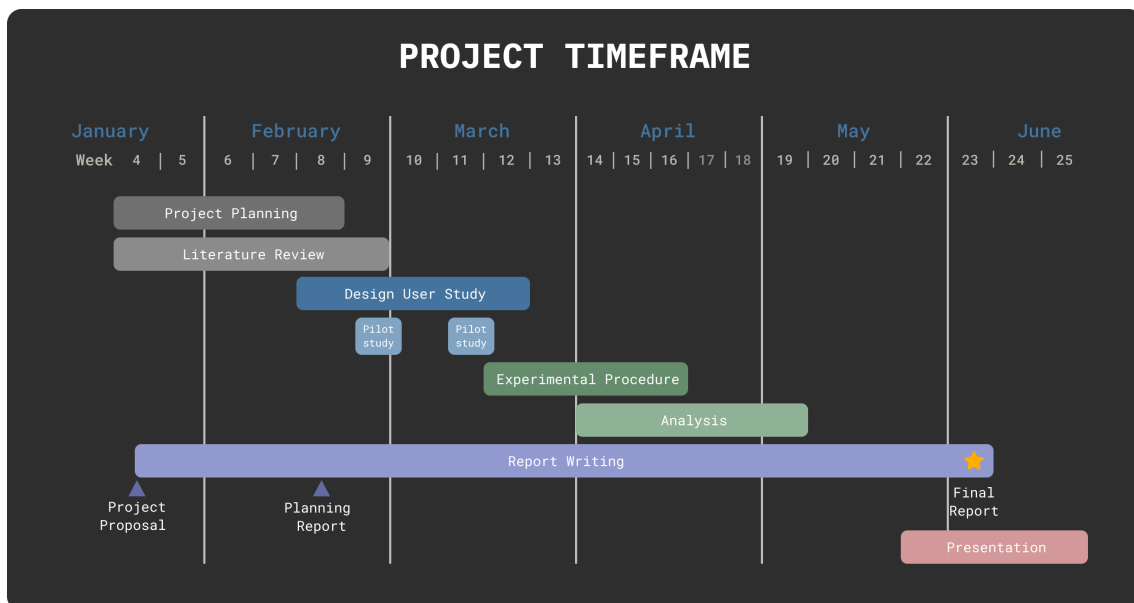 PROJECT TIMEFRAME
January February March April May June
Week 4 | 5 6 | 7 | 8 | 9 10 | 11 | 12 | 13 14 | 15 | 16 | 17 | 18 19 | 20 | 21 | 22 23 | 24 | 25
Project Planning
Literature Review
Design User Study
Pilot
study
Pilot
study
Experimental Procedure
Analysis
Report Writing
Project
Proposal
Planning
Report
Final
Report
Presentation